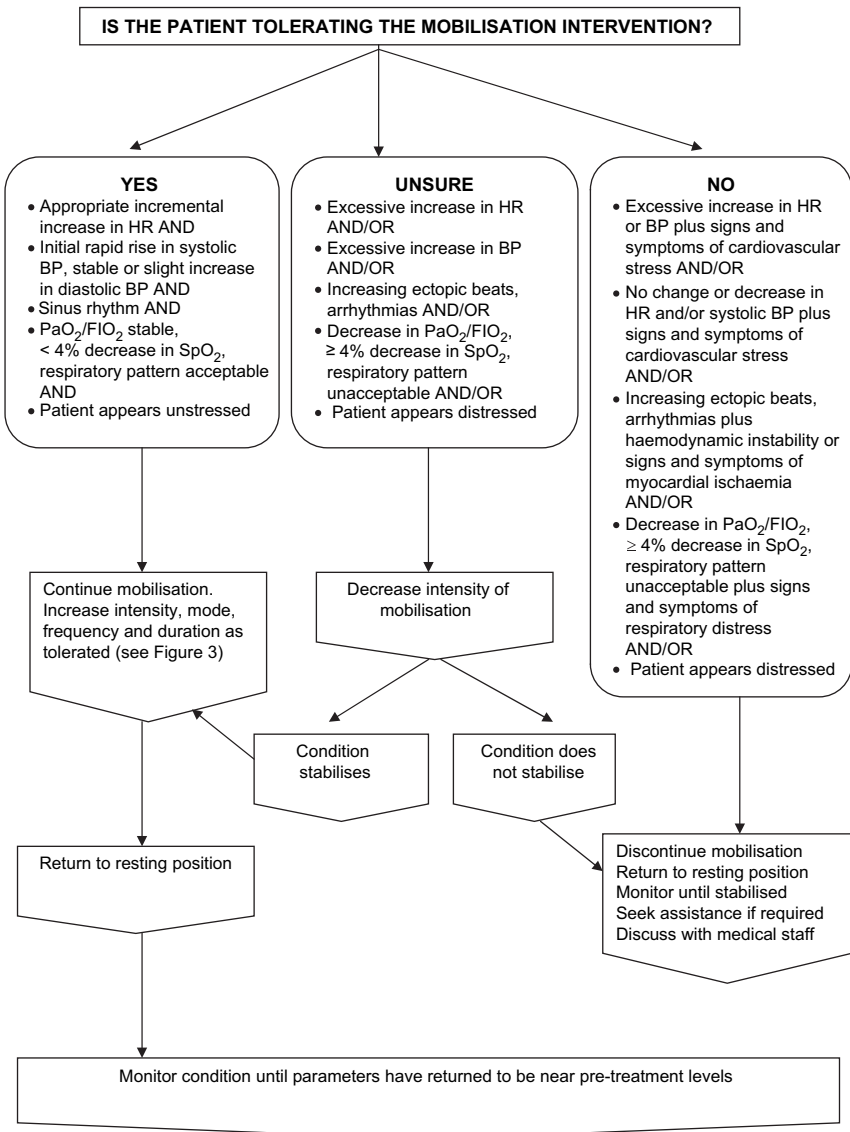 IS THE PATIENT TOLERATING THE MOBILISATION INTERVENTION?
YES
• Appropriate incremental
increase in HR AND
• Initial rapid rise in systolic
BP, stable or slight increase
in diastolic BP AND
• Sinus rhythm AND
• PaO₂/FIO₂ stable,
< 4% decrease in SpO₂,
respiratory pattern acceptable
AND
• Patient appears unstressed
UNSURE
• Excessive increase in HR
AND/OR
• Excessive increase in BP
AND/OR
• Increasing ectopic beats,
arrhythmias AND/OR
• Decrease in PaO₂/FIO₂,
≥ 4% decrease in SpO₂,
respiratory pattern
unacceptable AND/OR
• Patient appears distressed
NO
• Excessive increase in HR
or BP plus signs and
symptoms of cardiovascular
stress AND/OR
• No change or decrease in
HR and/or systolic BP plus
signs and symptoms of
cardiovascular stress
AND/OR
• Increasing ectopic beats,
arrhythmias plus
haemodynamic instability or
signs and symptoms of
myocardial ischaemia
AND/OR
• Decrease in PaO₂/FIO₂,
≥ 4% decrease in SpO₂,
respiratory pattern
unacceptable plus signs
and symptoms of
respiratory distress
AND/OR
• Patient appears distressed
Continue mobilisation.
Increase intensity, mode,
frequency and duration as
tolerated (see Figure 3)
Decrease intensity of
mobilisation
Condition
stabilises
Condition does
not stabilise
Return to resting position
Discontinue mobilisation
Return to resting position
Monitor until stabilised
Seek assistance if required
Discuss with medical staff
Monitor condition until parameters have returned to be near pre-treatment levels